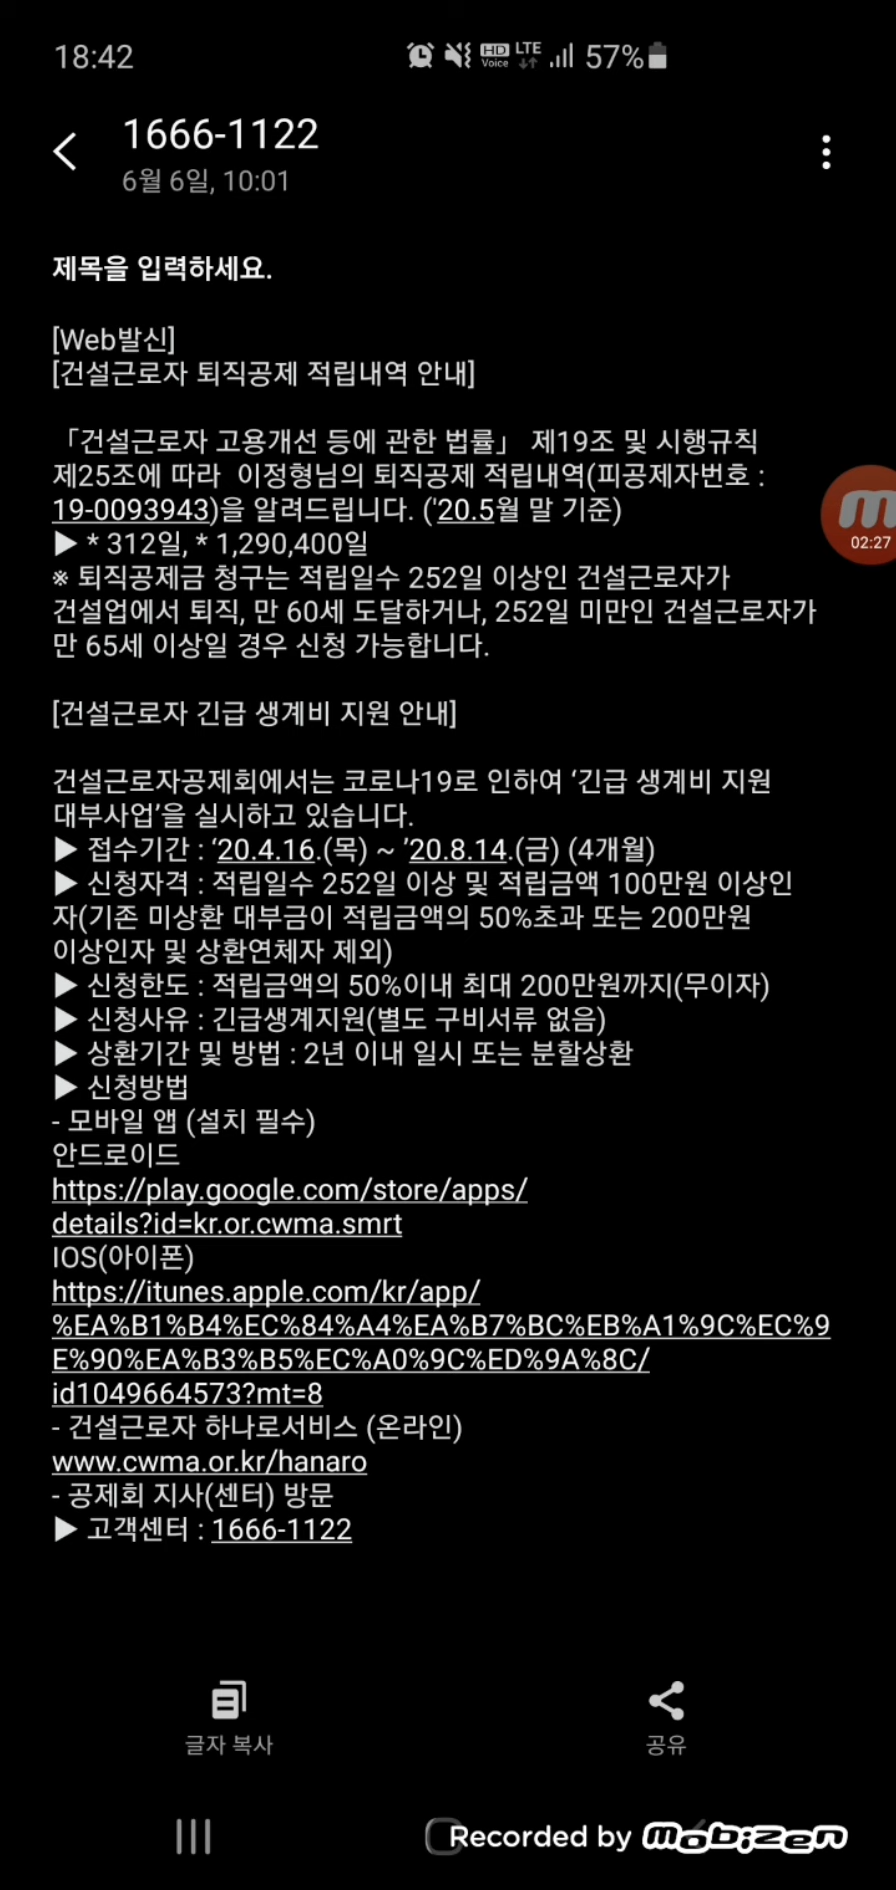 18:42
HD Voice LTE 57%
1666-1122
6월 6일, 10:01
제목을 입력하세요.
[Web발신]
[건설근로자 퇴직공제 적립내역 안내]
「건설근로자 고용개선 등에 관한 법률」 제19조 및 시행규칙
제25조에 따라 이정형님의 퇴직공제 적립내역(피공제자번호 :
19-0093943)을 알려드립니다. ('20.5월 말 기준)
▶ * 312일, * 1,290,400일
※ 퇴직공제금 청구는 적립일수 252일 이상인 건설근로자가
건설업에서 퇴직, 만 60세 도달하거나, 252일 미만인 건설근로자가
만 65세 이상일 경우 신청 가능합니다.
m
02:27
[건설근로자 긴급 생계비 지원 안내]
건설근로자공제회에서는 코로나19로 인하여 ‘긴급 생계비 지원
대부사업’을 실시하고 있습니다.
▶ 접수기간 : ‘20.4.16.(목) ~ ’20.8.14.(금) (4개월)
▶ 신청자격 : 적립일수 252일 이상 및 적립금액 100만원 이상인
자(기존 미상환 대부금이 적립금액의 50%초과 또는 200만원
이상인자 및 상환연체자 제외)
▶ 신청한도 : 적립금액의 50%이내 최대 200만원까지(무이자)
▶ 신청사유 : 긴급생계지원(별도 구비서류 없음)
▶ 상환기간 및 방법 : 2년 이내 일시 또는 분할상환
▶ 신청방법
- 모바일 앱 (설치 필수)
안드로이드
https://play.google.com/store/apps/
details?id=kr.or.cwma.smrt
IOS(아이폰)
https://itunes.apple.com/kr/app/
%EA%B1%B4%EC%84%A4%EA%B7%BC%EB%A1%9C%EC%9
E%90%EA%B3%B5%EC%A0%9C%ED%9A%8C/
id1049664573?mt=8
- 건설근로자 하나로서비스 (온라인)
www.cwma.or.kr/hanaro
- 공제회 지사(센터) 방문
▶ 고객센터 : 1666-1122
글자 복사
공유
Recorded by mobizen